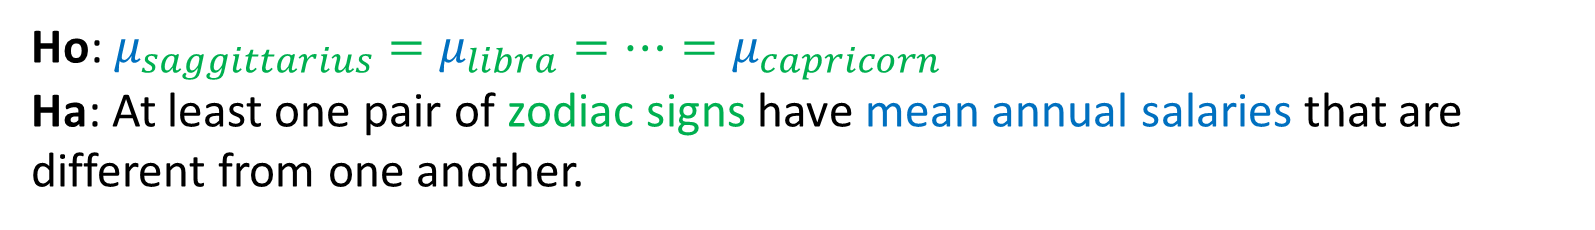 Ho: μsaggittarius = μlibra = ⋯ = μcapricorn
Ha: At least one pair of zodiac signs have mean annual salaries that are
different from one another.